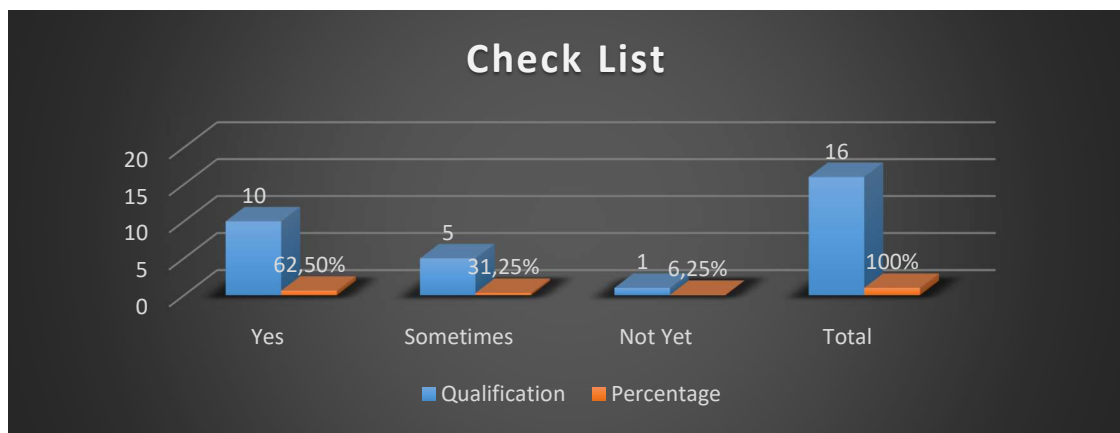 Check List
20
15
10
5
0
10
62,50%
5
31,25%
1
6,25%
16
100%
Yes
Sometimes
Not Yet
Total
Qualification
Percentage